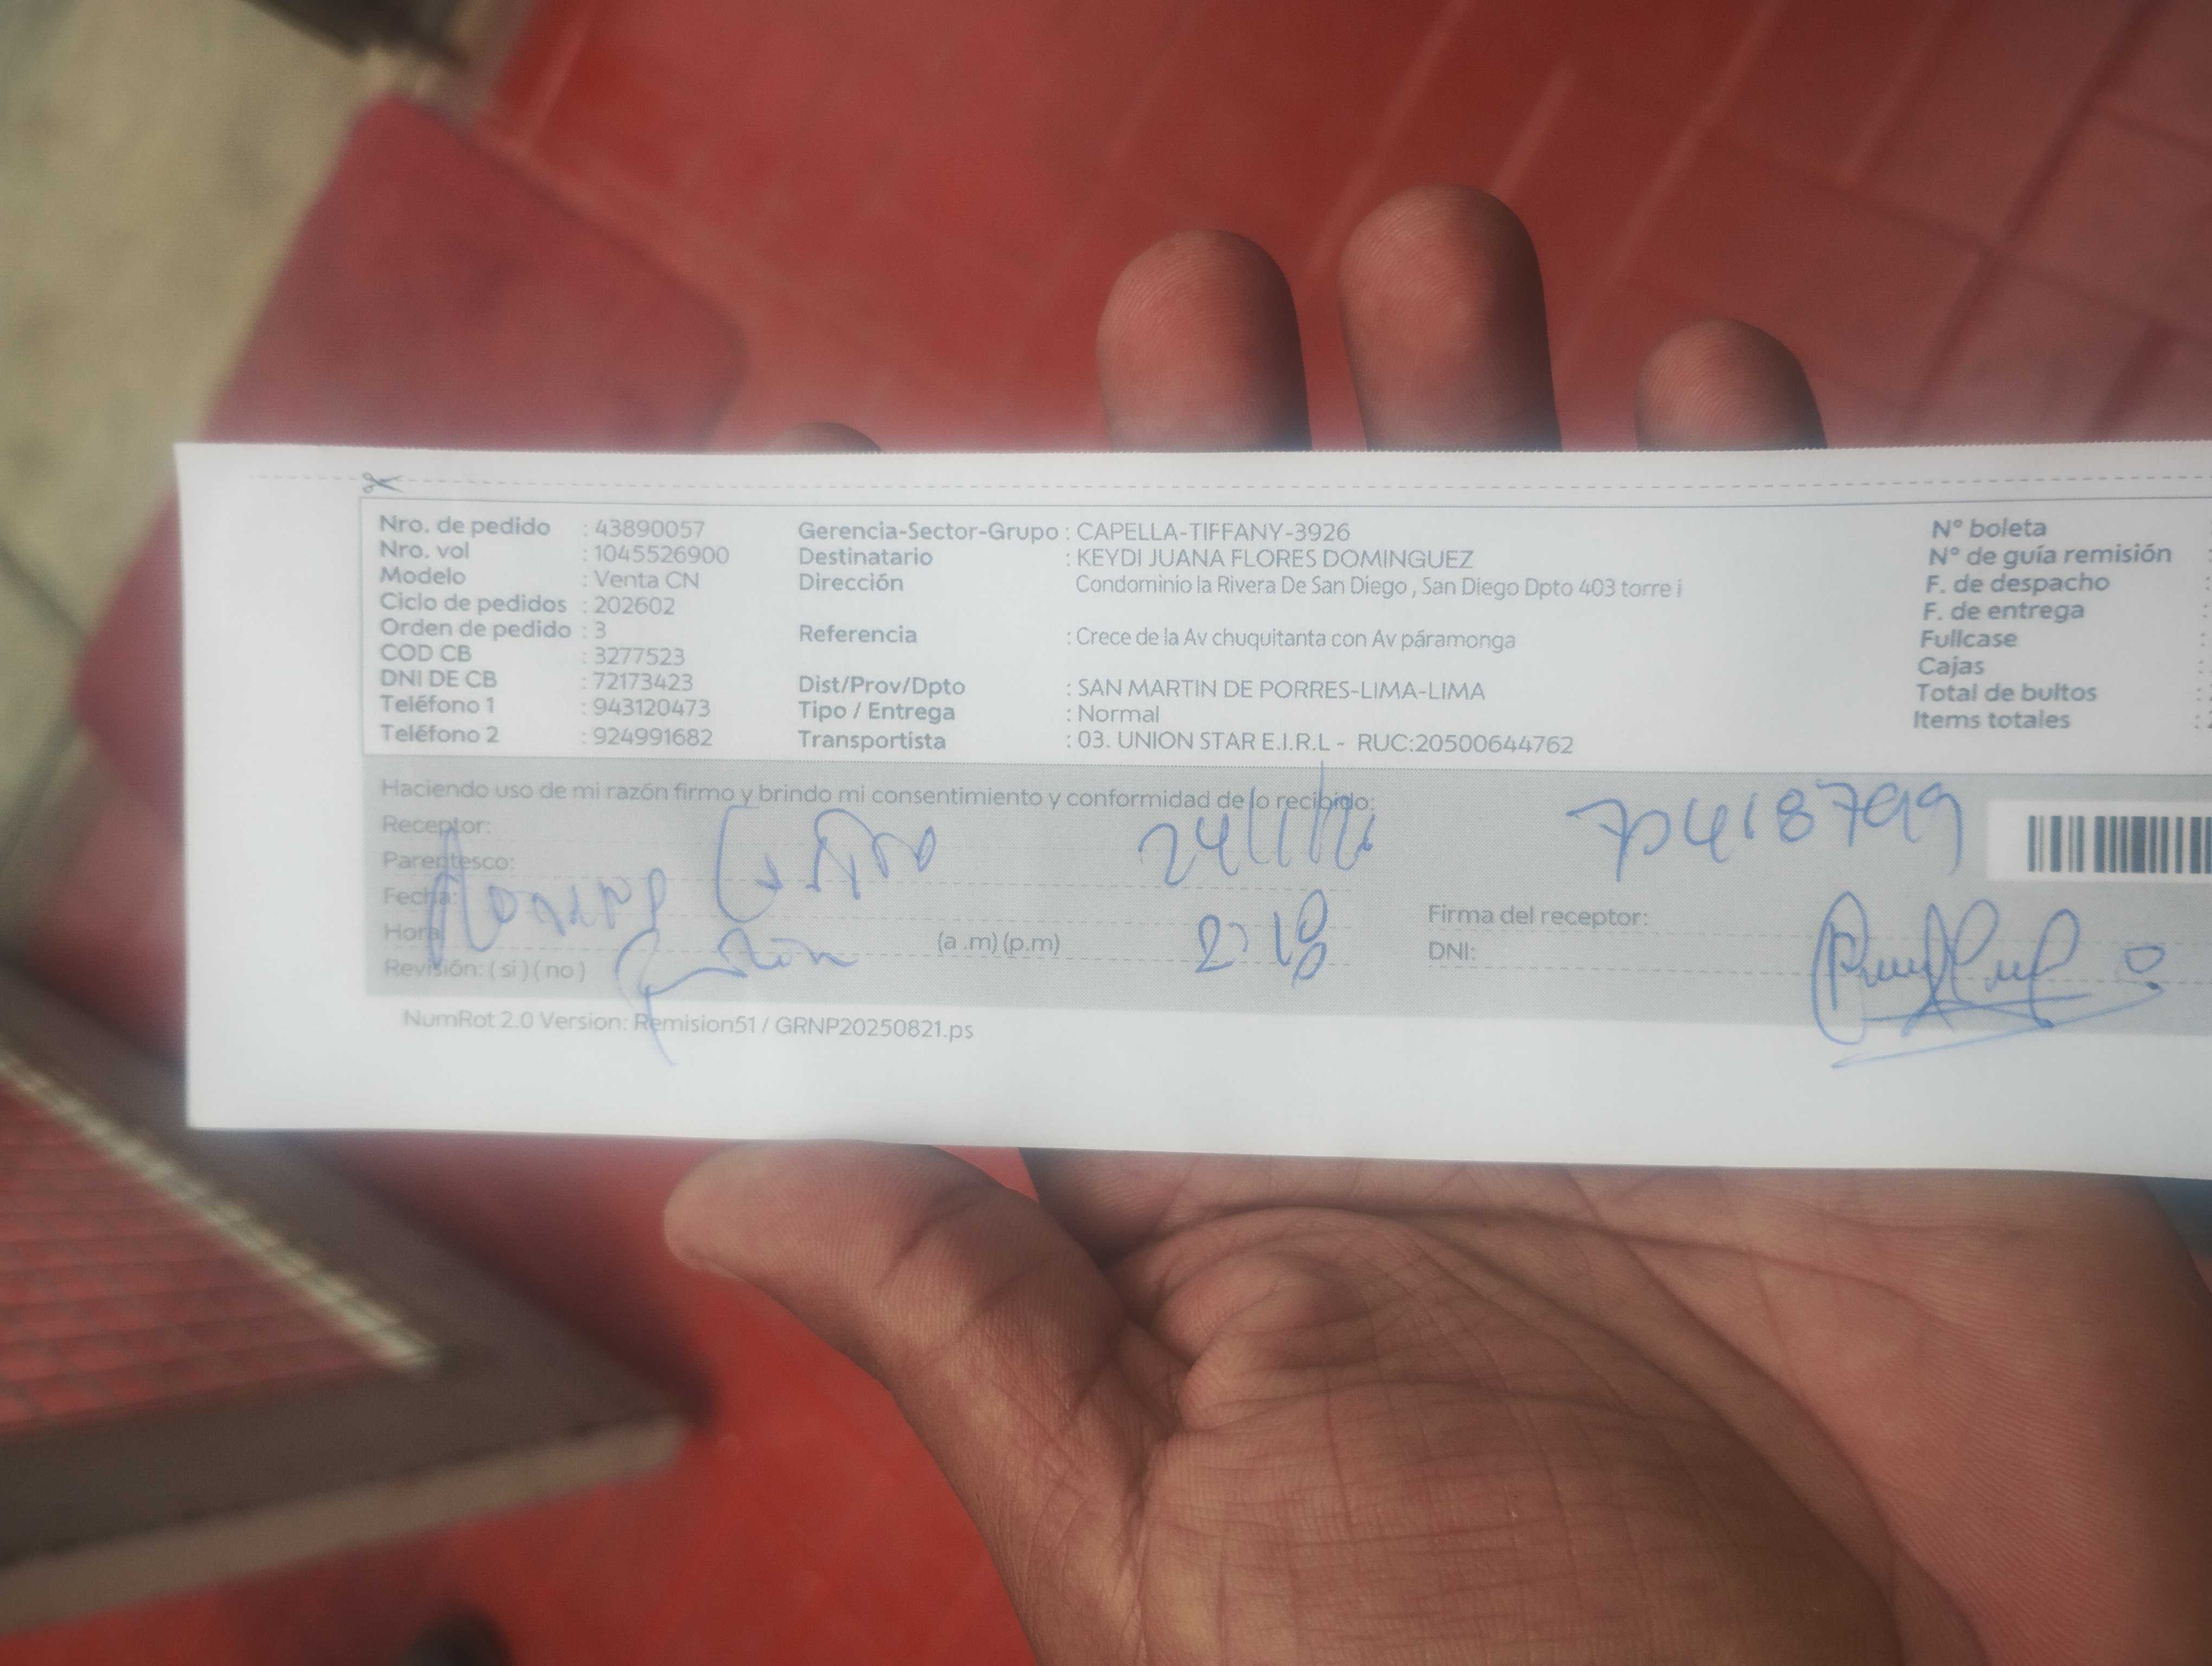 Nro. de pedido : 43890057 Gerencia-Sector-Grupo : CAPELLA-TIFFANY-3926 N° boleta
Nro. vol : 1045526900 Destinatario : KEYDI JUANA FLORES DOMINGUEZ N° de guía remisión :
Modelo : Venta CN Dirección Condominio la Rivera De San Diego , San Diego Dpto 403 torre i F. de despacho :
Ciclo de pedidos : 202602 F. de entrega :
Orden de pedido : 3 Referencia : Crece de la Av chuquitanta con Av páramonga Fullcase :
COD CB : 3277523 Cajas :
DNI DE CB : 72173423 Dist/Prov/Dpto : SAN MARTIN DE PORRES-LIMA-LIMA Total de bultos :
Teléfono 1 : 943120473 Tipo / Entrega : Normal Items totales :
Teléfono 2 : 924991682 Transportista : 03. UNION STAR E.I.R.L - RUC:20500644762
Haciendo uso de mi razón firmo y brindo mi consentimiento y conformidad de lo recibido:
Receptor:
Parentesco:
Fecha:
Hora (a .m) (p.m) Firma del receptor:
Revisión: ( si ) ( no ) DNI:
NumRot 2.0 Version: Remision51 / GRNP20250821.ps